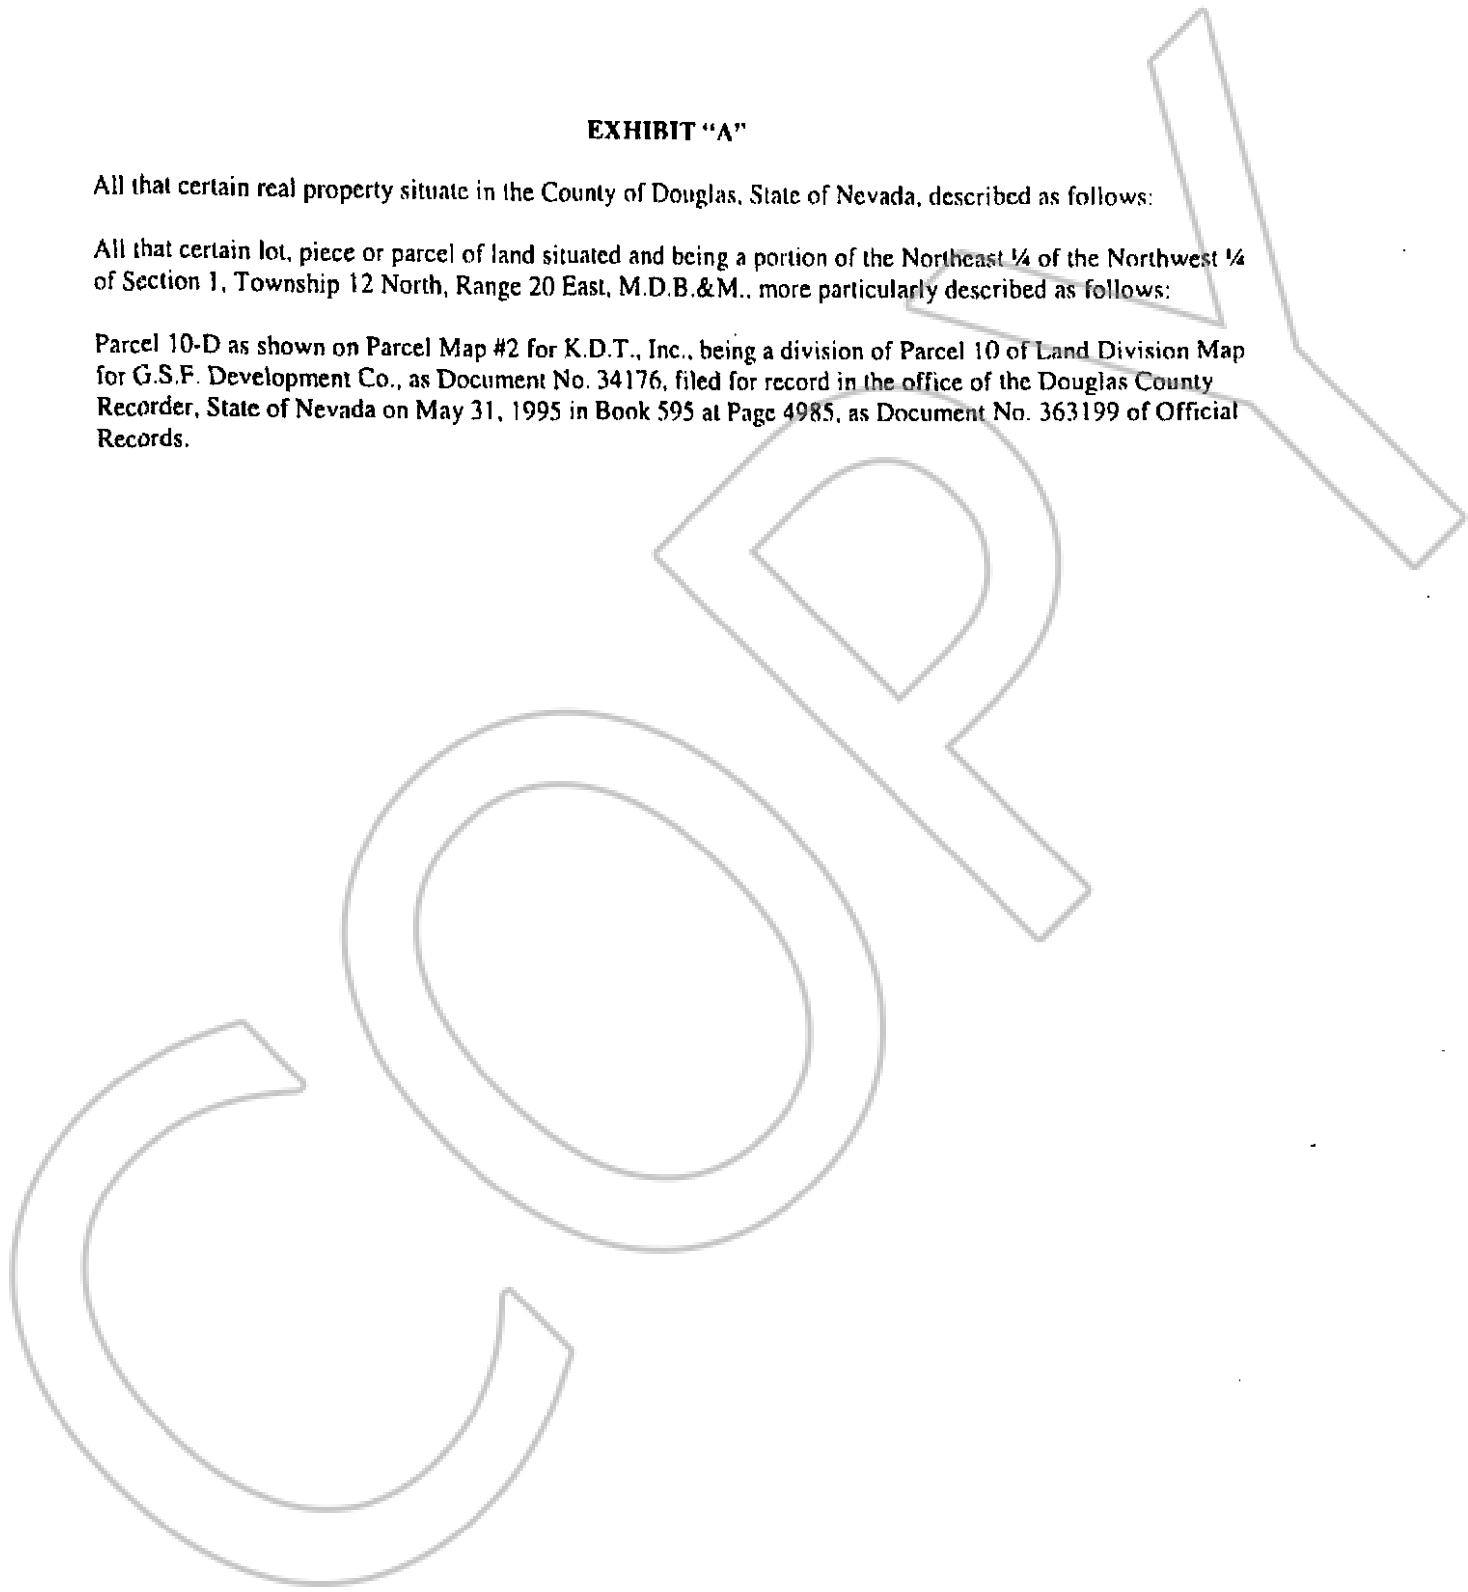 EXHIBIT “A”
All that certain real property situate in the County of Douglas, State of Nevada, described as follows:
All that certain lot, piece or parcel of land situated and being a portion of the Northeast ¼ of the Northwest ¼
of Section 1, Township 12 North, Range 20 East, M.D.B.&M., more particularly described as follows:
Parcel 10-D as shown on Parcel Map #2 for K.D.T., Inc., being a division of Parcel 10 of Land Division Map
for G.S.F. Development Co., as Document No. 34176, filed for record in the office of the Douglas County
Recorder, State of Nevada on May 31, 1995 in Book 595 at Page 4985, as Document No. 363199 of Official
Records.
COPY